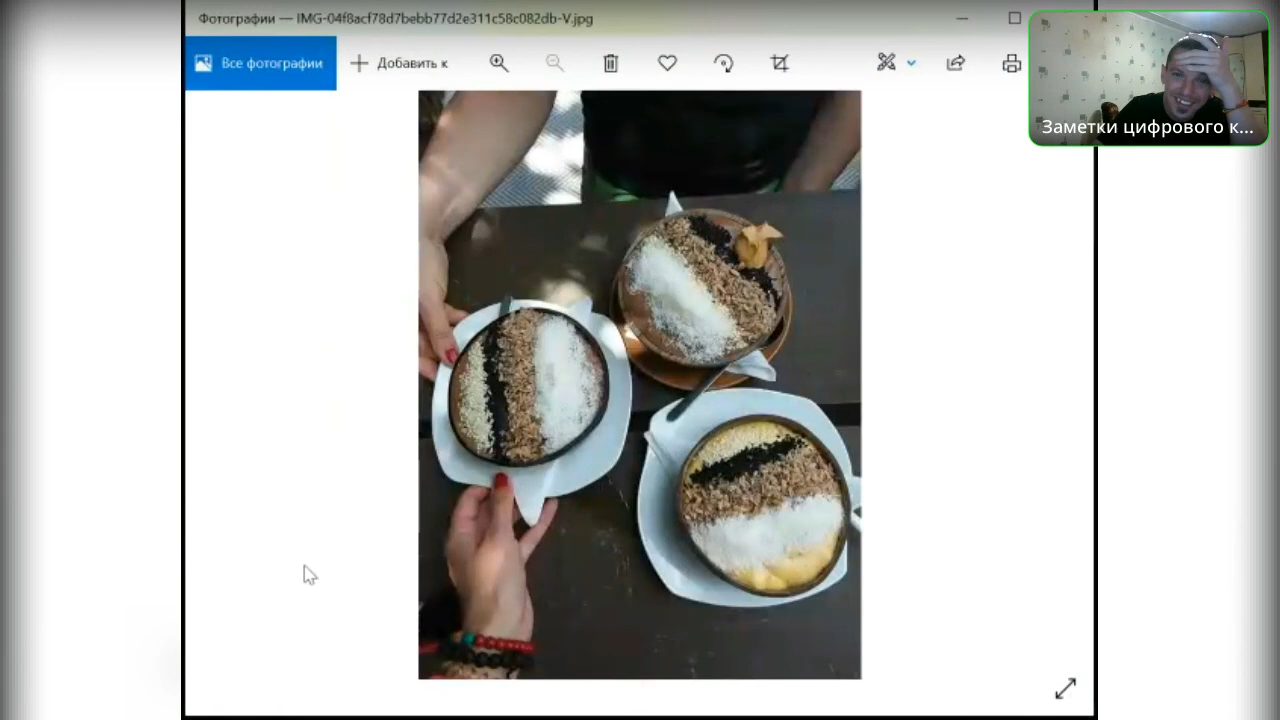 Фотографии — IMG-04f8acf78d7bebb77d2e311c58c082db-V.jpg
Все фотографии
Добавить к
Заметки цифрового к...